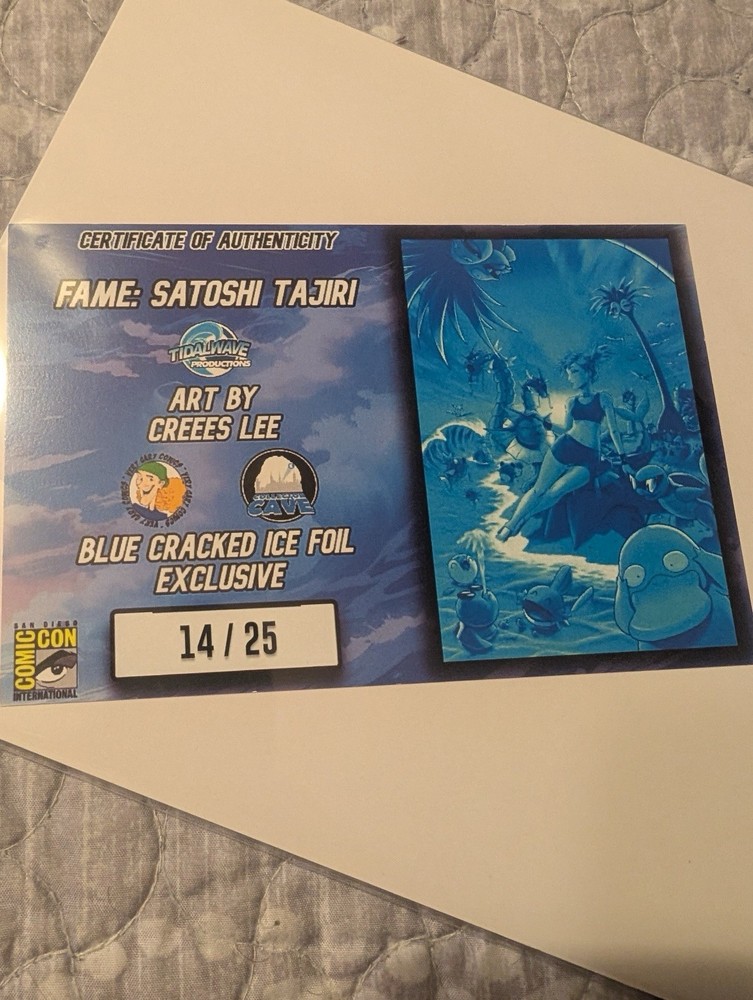 CERTIFICATE OF AUTHENTICITY
FAME: SATOSHI TAJIRI
TIDALWAVE
PRODUCTIONS
ART BY
CREEES LEE
COLLECTOR
CAVE
BLUE CRACKED ICE FOIL
EXCLUSIVE
14 / 25
SAN DIEGO
COMIC CON
INTERNATIONAL